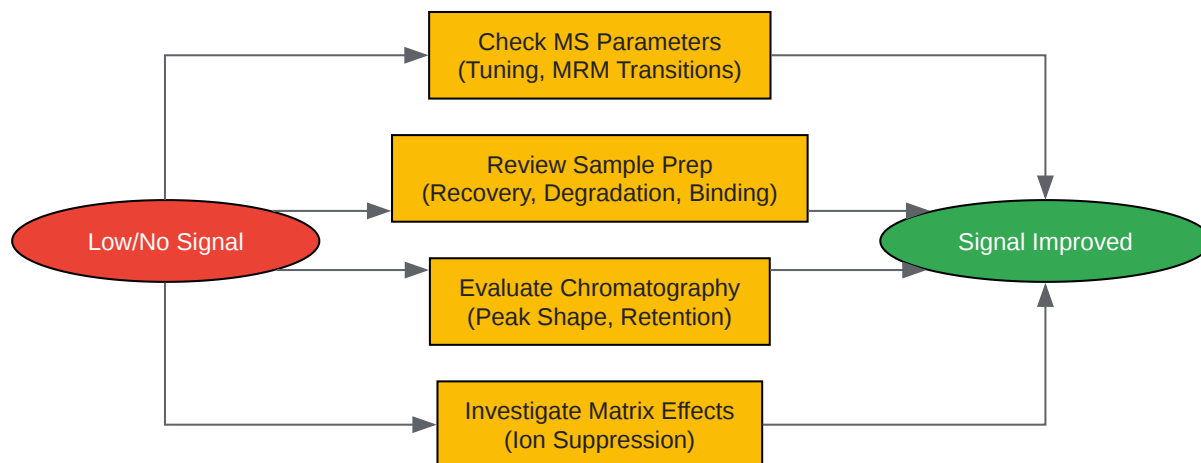 Check MS Parameters
(Tuning, MRM Transitions)
Review Sample Prep
(Recovery, Degradation, Binding)
Low/No Signal
Signal Improved
Evaluate Chromatography
(Peak Shape, Retention)
Investigate Matrix Effects
(Ion Suppression)